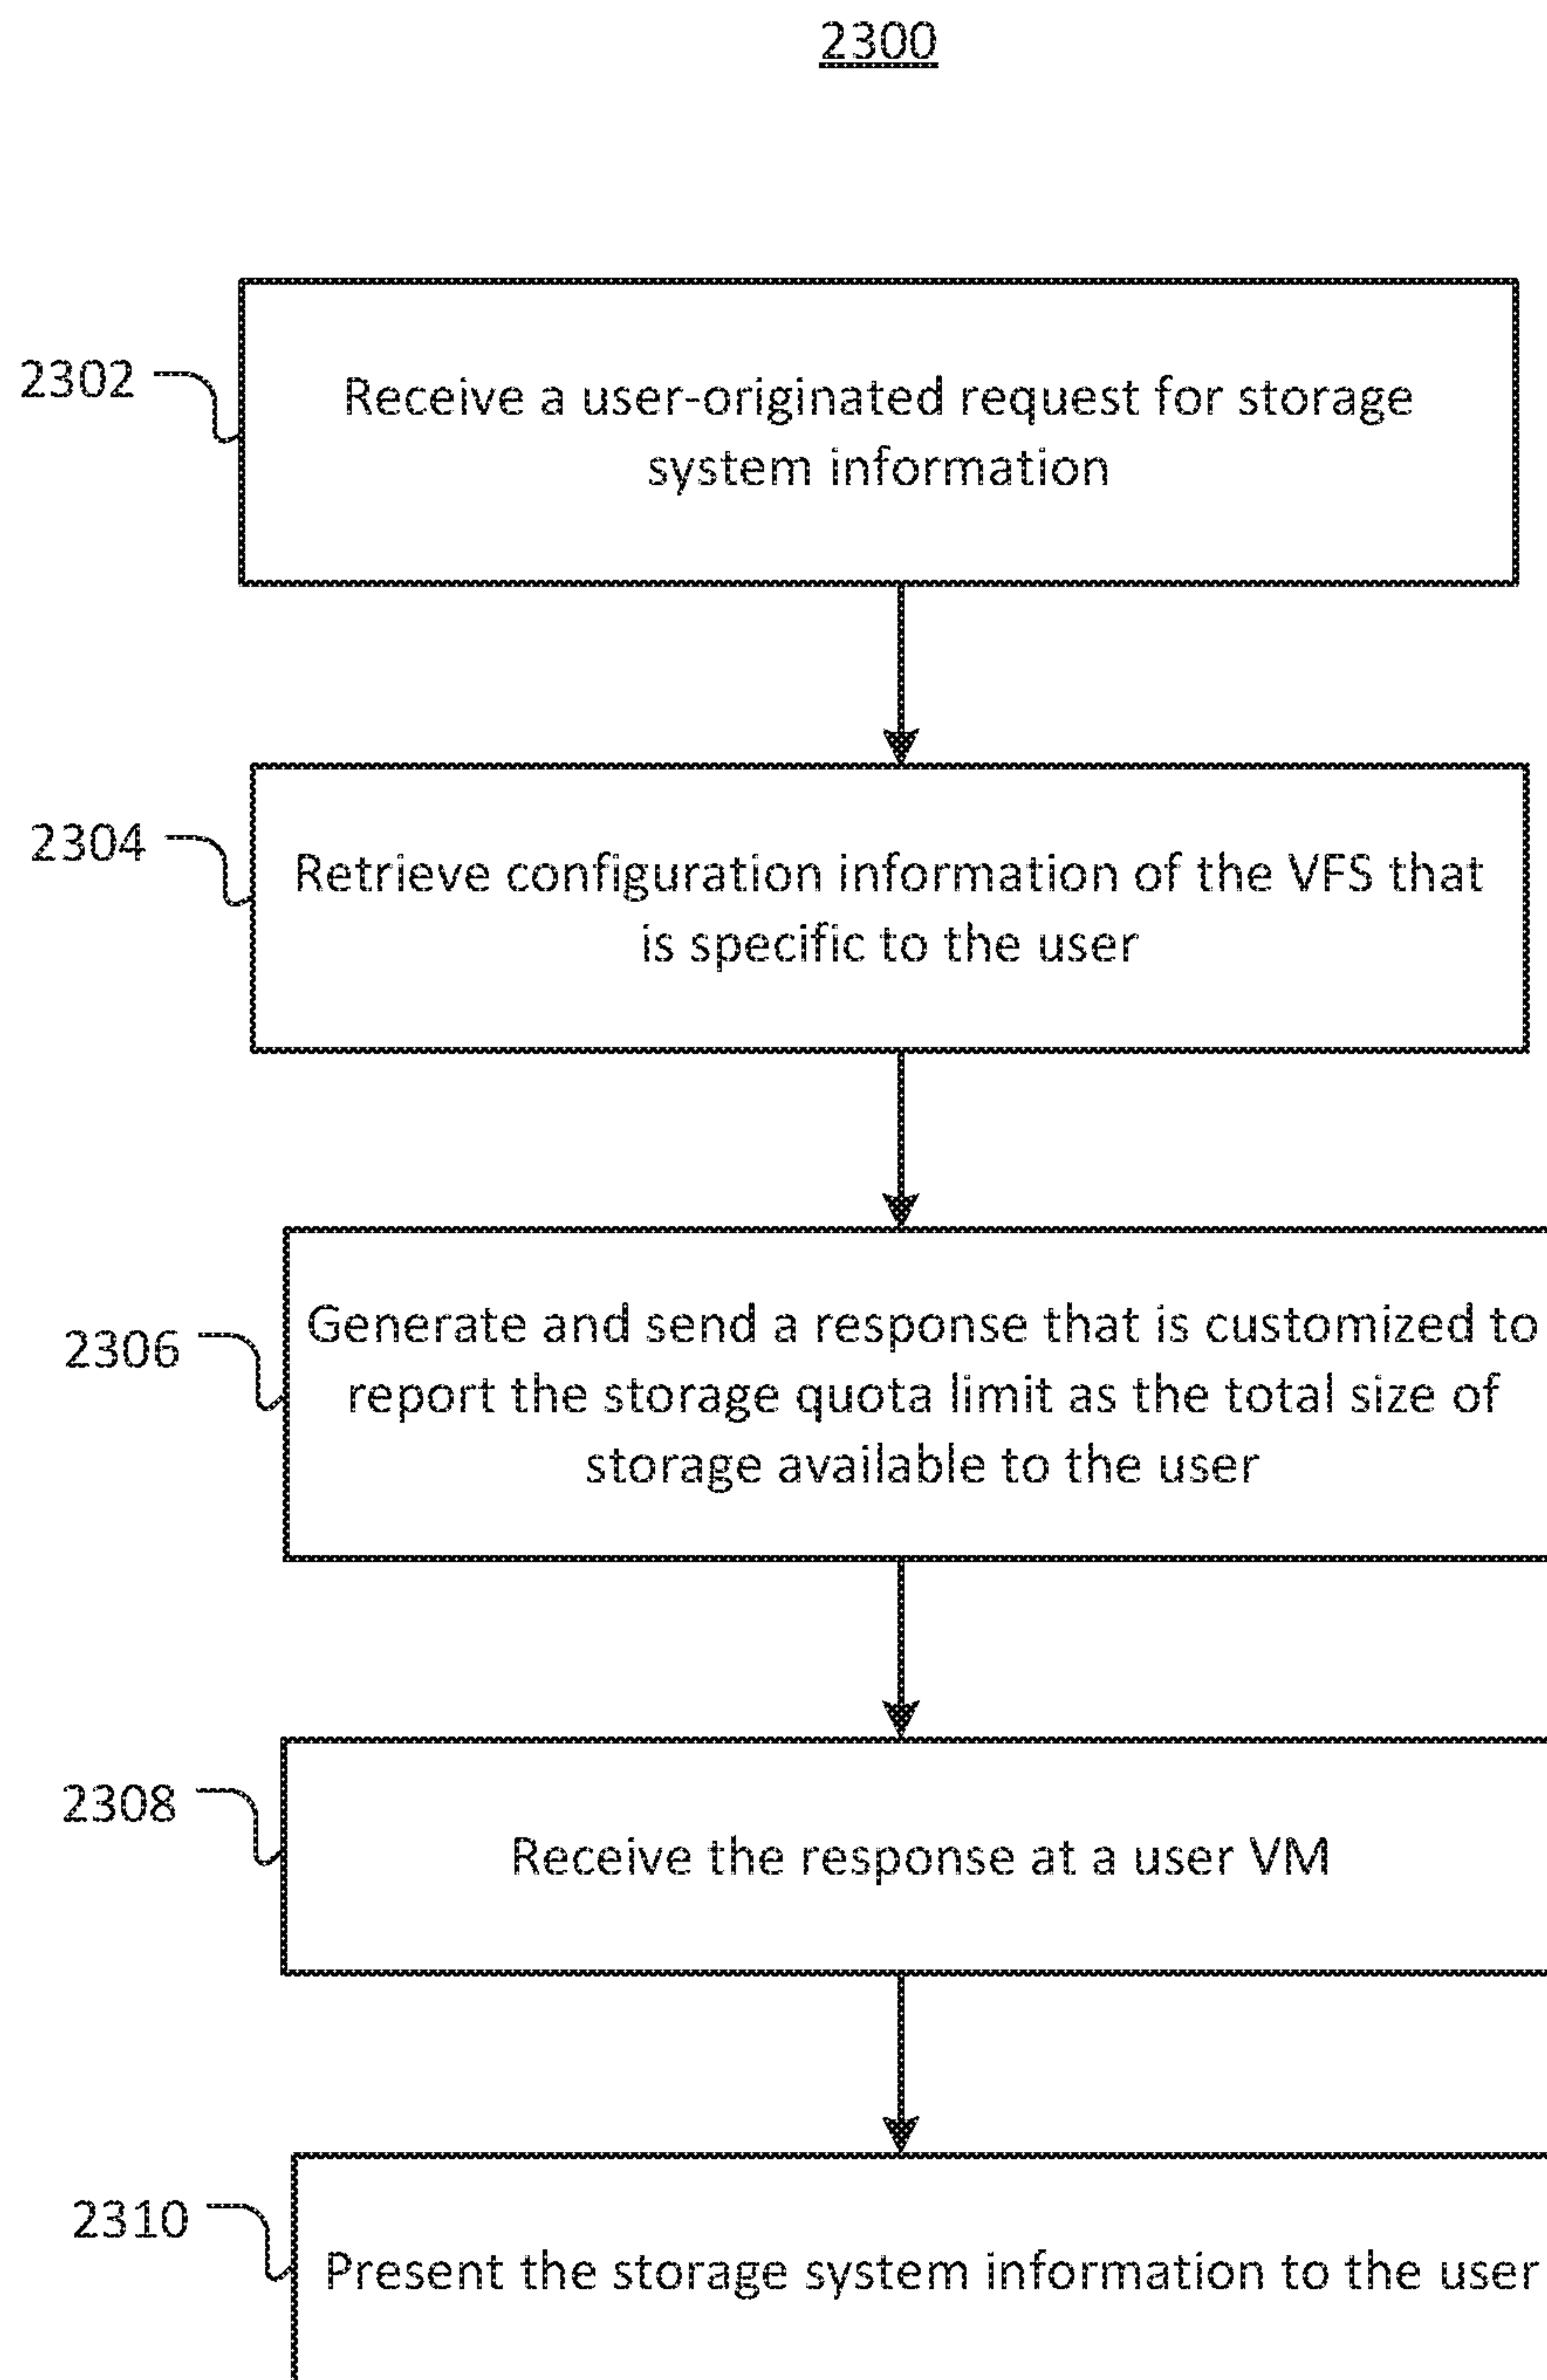 2300
2302
Receive a user-originated request for storage
system information
2304
Retrieve configuration information of the VFS that
is specific to the user
2306
Generate and send a response that is customized to
report the storage quota limit as the total size of
storage available to the user
2308
Receive the response at a user VM
2310
Present the storage system information to the user